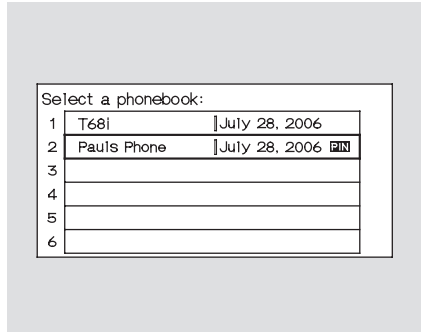 Select a phonebook:
1 T68i July 28, 2006
2 Pauls Phone July 28, 2006 PIN
3
4
5
6